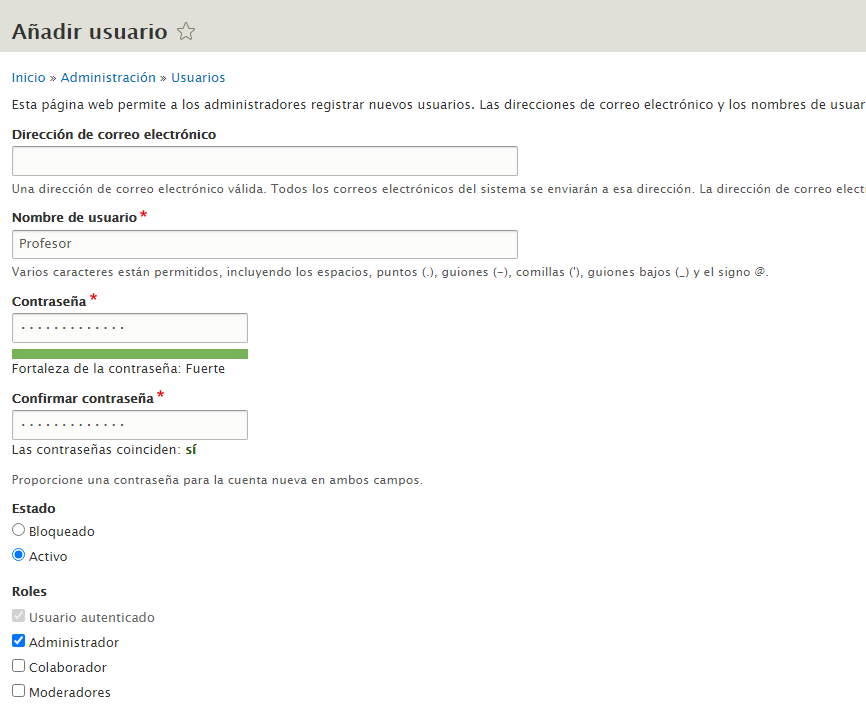 Añadir usuario
Inicio » Administración » Usuarios
Esta página web permite a los administradores registrar nuevos usuarios. Las direcciones de correo electrónico y los nombres de usuar
Dirección de correo electrónico
Una dirección de correo electrónico válida. Todos los correos electrónicos del sistema se enviarán a esa dirección. La dirección de correo elect
Nombre de usuario *
Profesor
Varios caracteres están permitidos, incluyendo los espacios, puntos (.), guiones (-), comillas ('), guiones bajos (_) y el signo @.
Contraseña *
·············
Fortaleza de la contraseña: Fuerte
Confirmar contraseña *
·············
Las contraseñas coinciden: sí
Proporcione una contraseña para la cuenta nueva en ambos campos.
Estado
Bloqueado
Activo
Roles
Usuario autenticado
Administrador
Colaborador
Moderadores